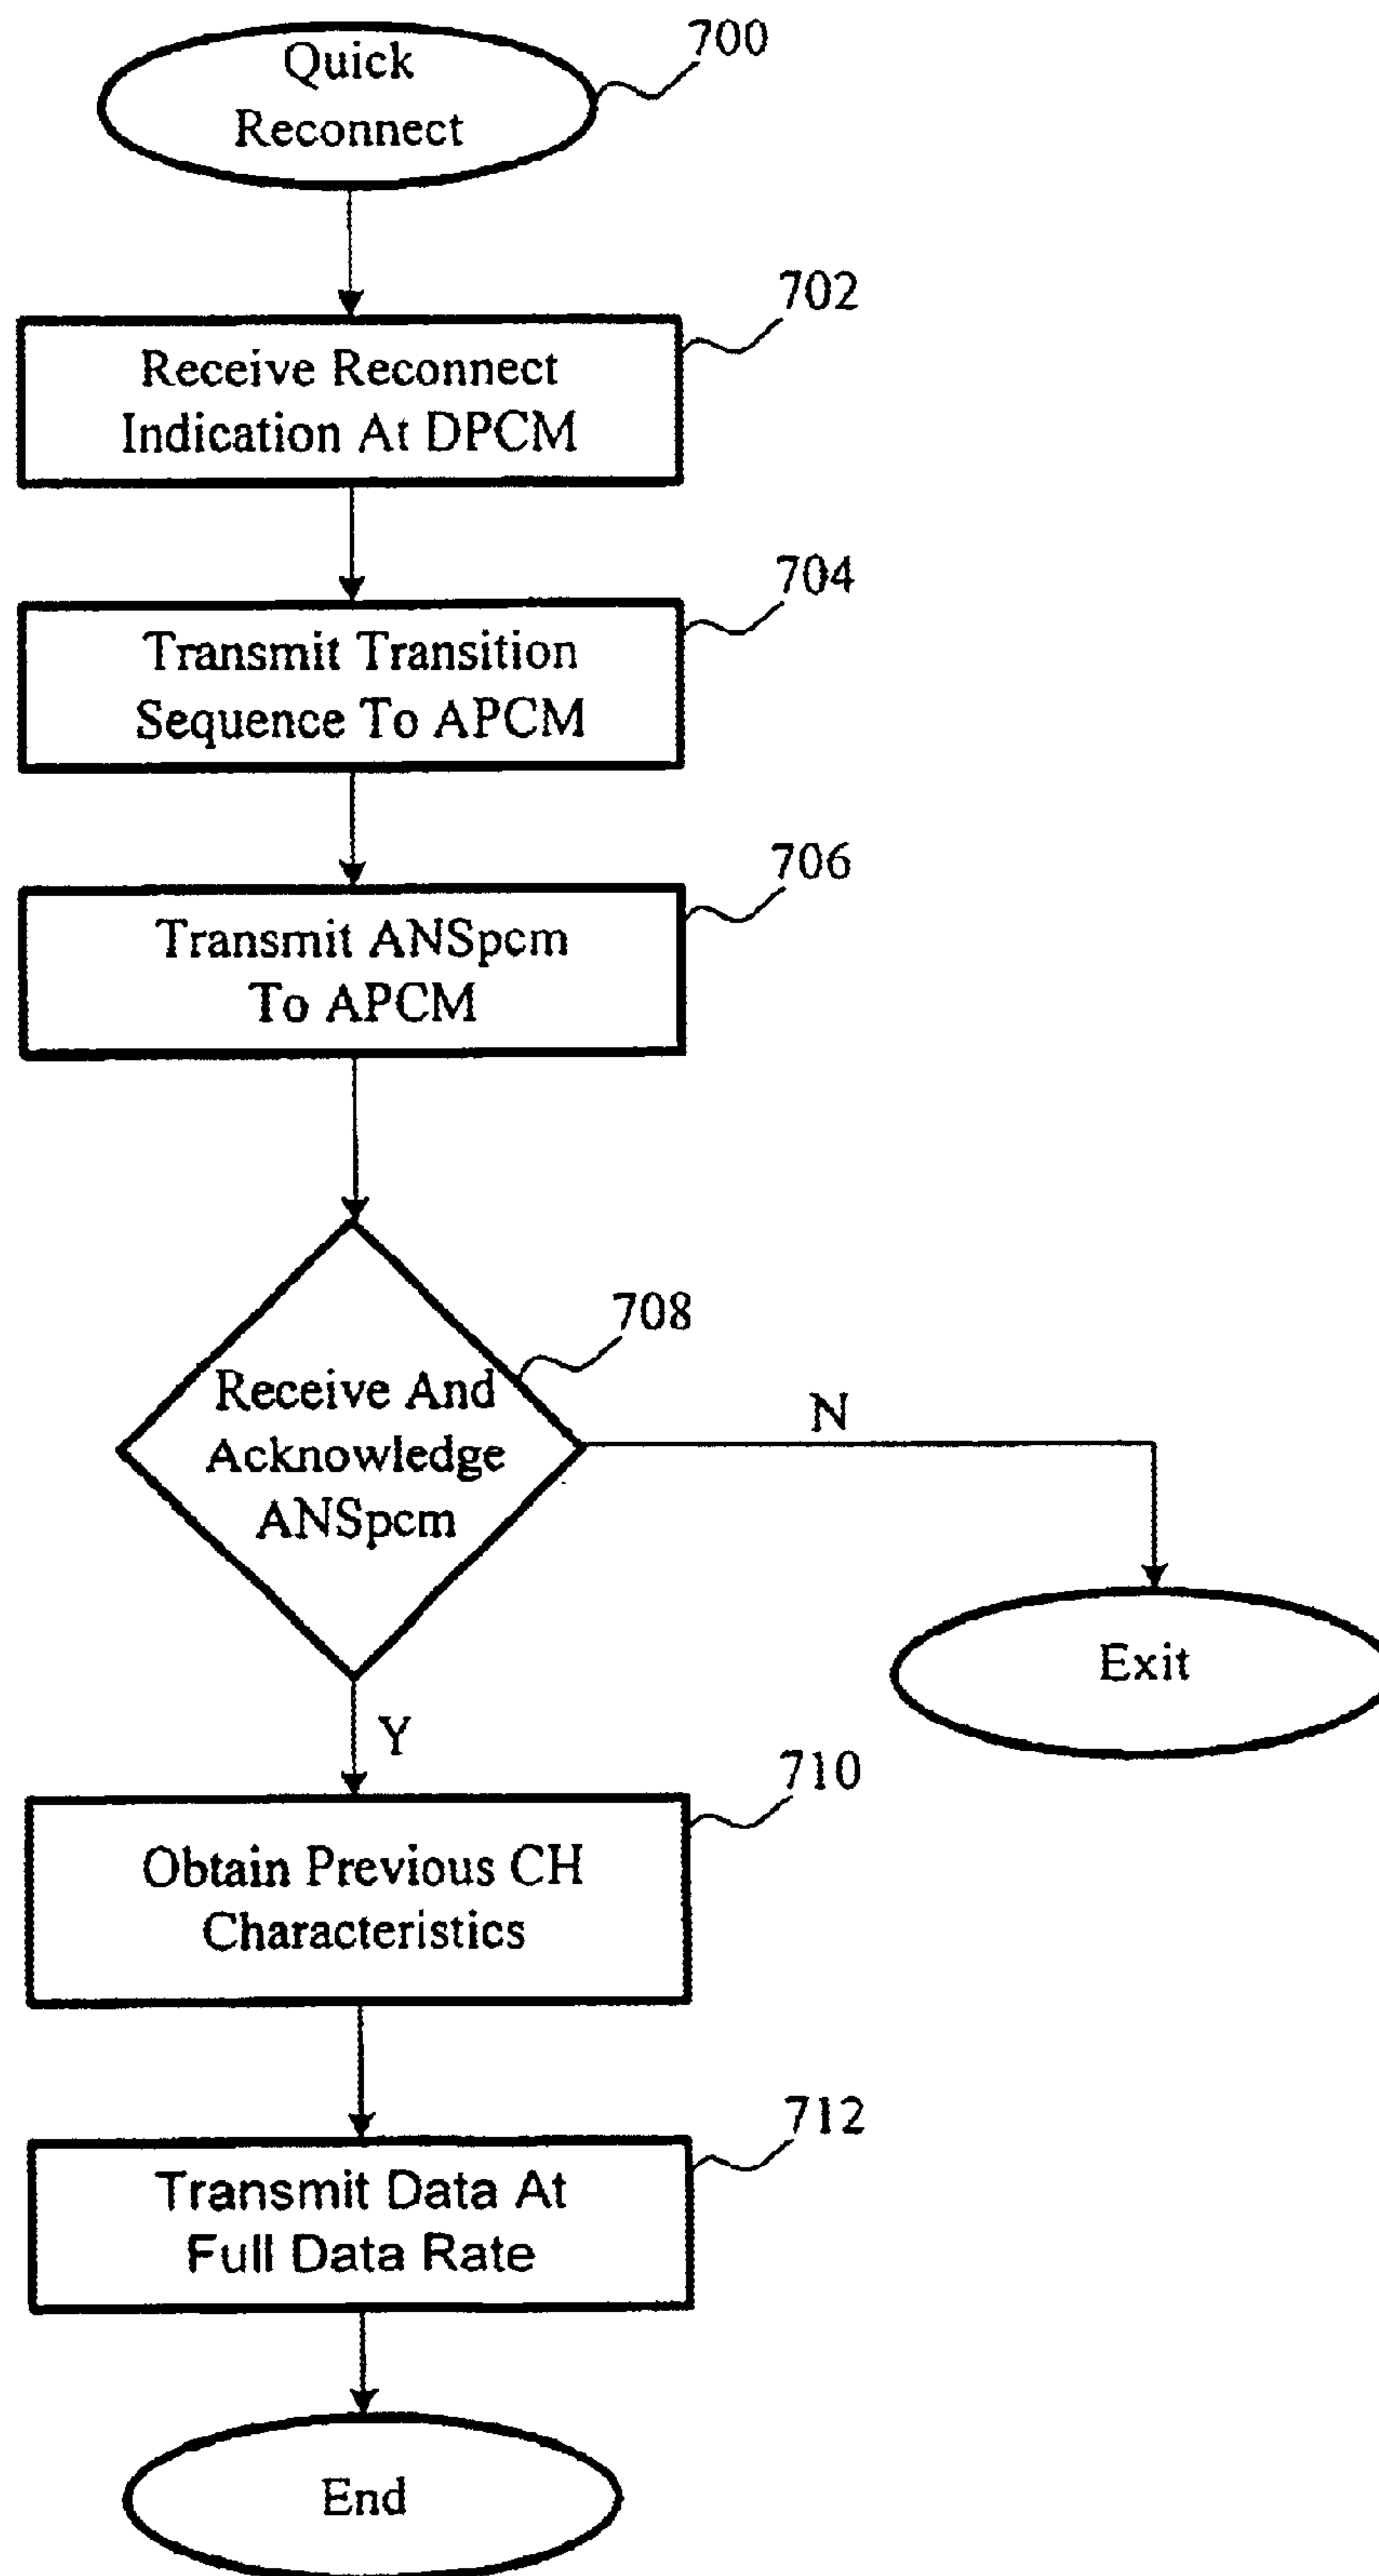 700
Quick
Reconnect
702
Receive Reconnect
Indication At DPCM
704
Transmit Transition
Sequence To APCM
706
Transmit ANSpcm
To APCM
708
Receive And
Acknowledge
ANSpcm
N
Exit
Y
710
Obtain Previous CH
Characteristics
712
Transmit Data At
Full Data Rate
End